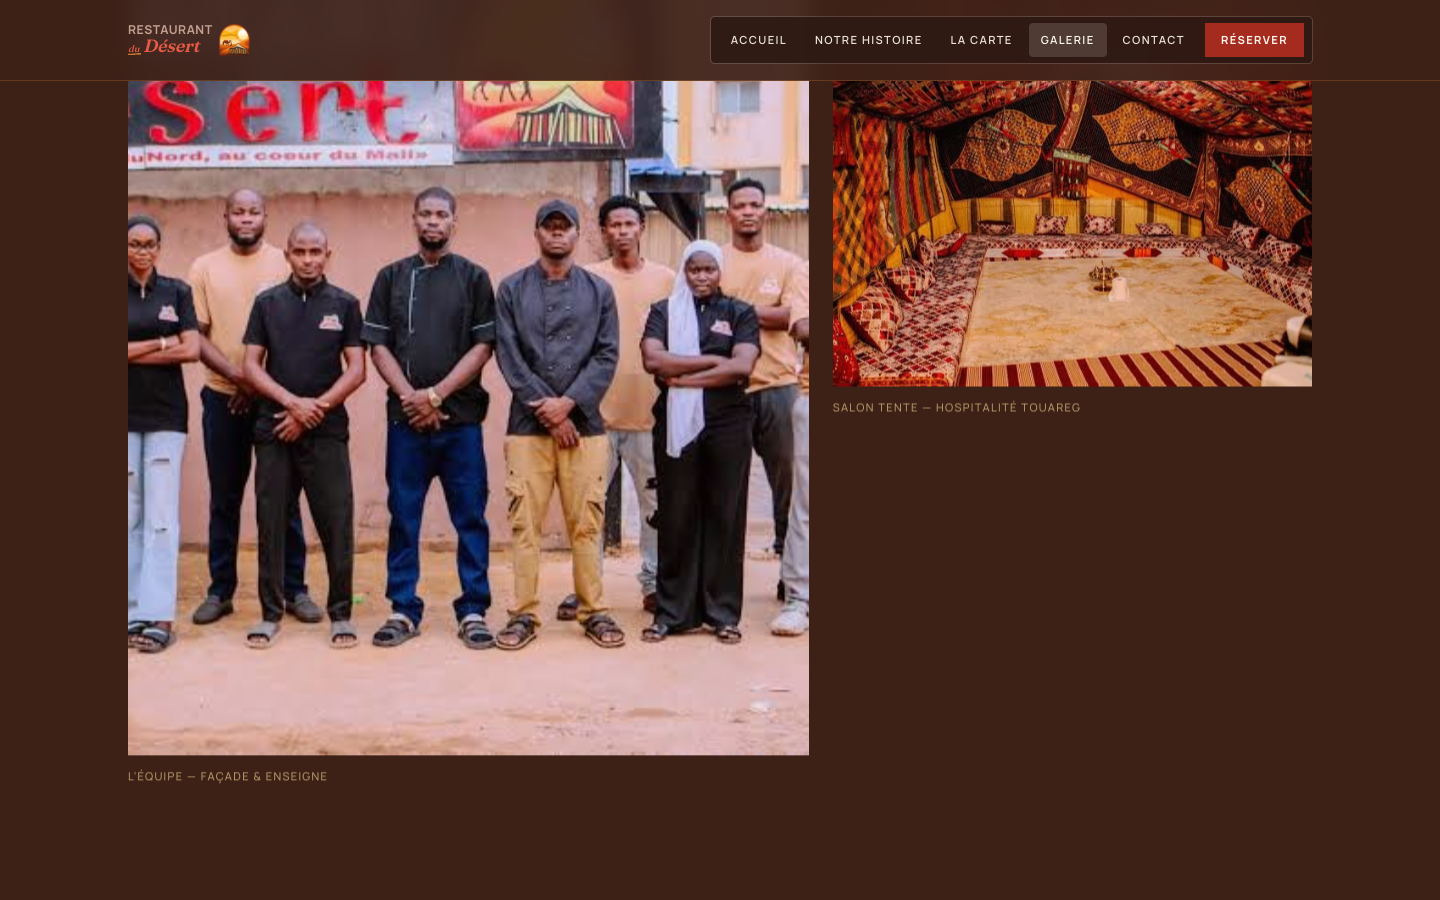 RESTAURANT
du Désert
ACCUEIL
NOTRE HISTOIRE
LA CARTE
GALERIE
CONTACT
RÉSERVER
sert
uNord, au coeur du Mali»
SALON TENTE — HOSPITALITÉ TOUAREG
L'ÉQUIPE — FAÇADE & ENSEIGNE